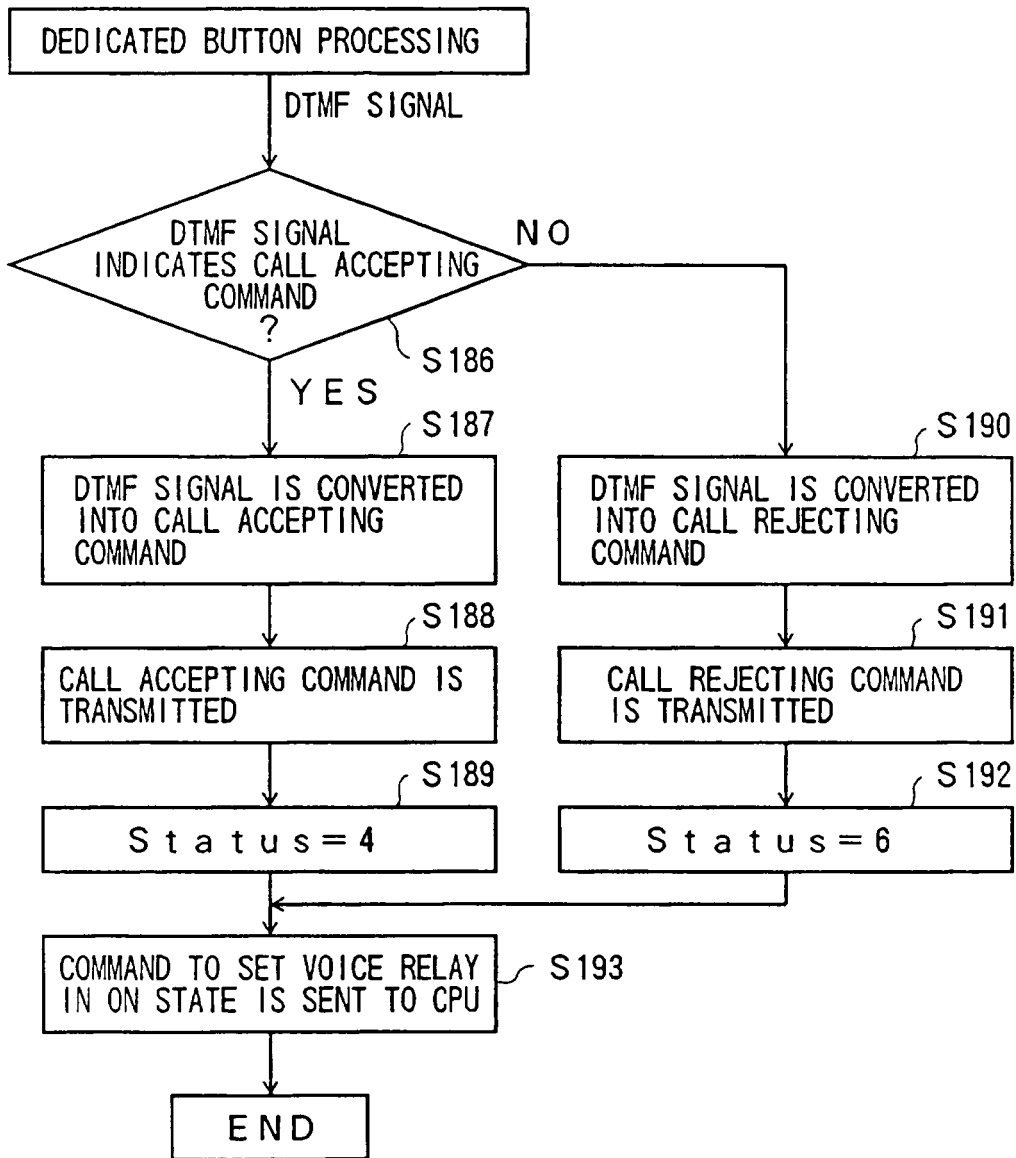 DEDICATED BUTTON PROCESSING
DTMF SIGNAL
DTMF SIGNAL
INDICATES CALL ACCEPTING
COMMAND
?
NO
S186
YES
S187
DTMF SIGNAL IS CONVERTED
INTO CALL ACCEPTING
COMMAND
S190
DTMF SIGNAL IS CONVERTED
INTO CALL REJECTING
COMMAND
S188
CALL ACCEPTING COMMAND IS
TRANSMITTED
S191
CALL REJECTING COMMAND
IS TRANSMITTED
S189
Status=4
S192
Status=6
COMMAND TO SET VOICE RELAY
IN ON STATE IS SENT TO CPU
S193
END